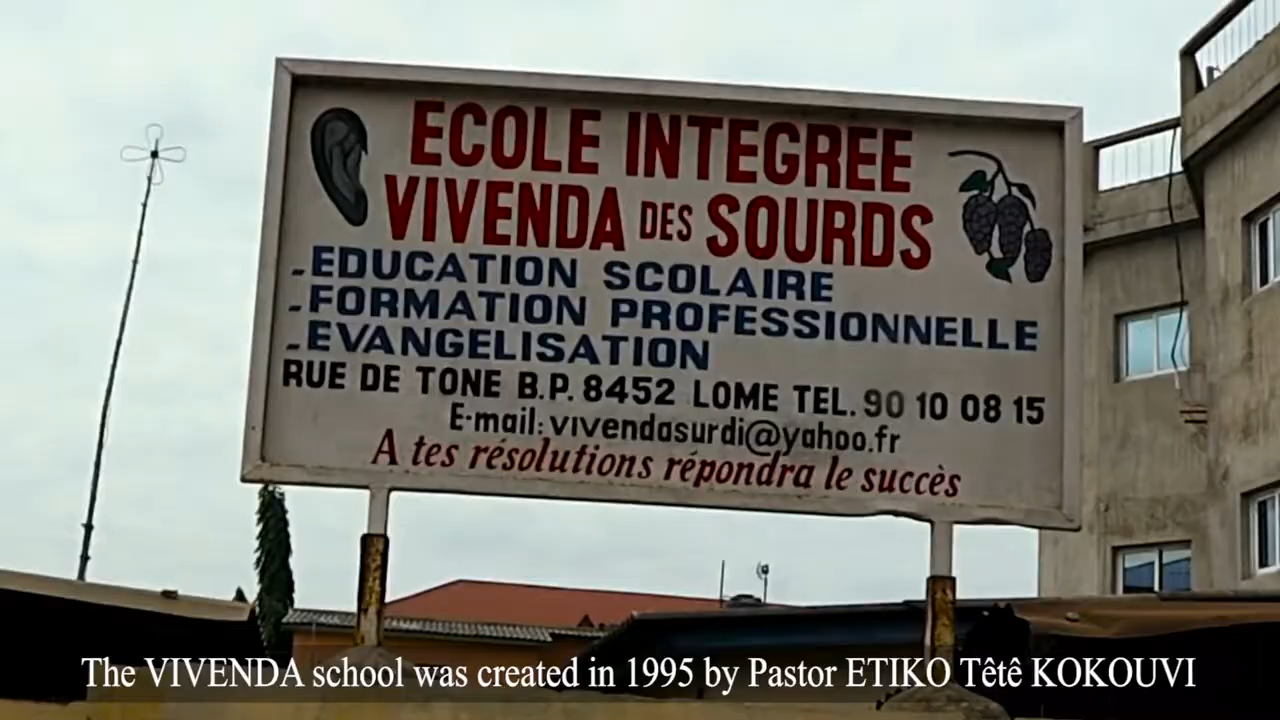 ECOLE INTEGREE
VIVENDA DES SOURDS
-EDUCATION SCOLAIRE
-FORMATION PROFESSIONNELLE
-EVANGELISATION
RUE DE TONE B.P. 8452 LOME TEL. 90 10 08 15
E-mail: vivendasurdi@yahoo.fr
A tes résolutions répondra le succès
The VIVENDA school was created in 1995 by Pastor ETIKO Têtê KOKOUVI